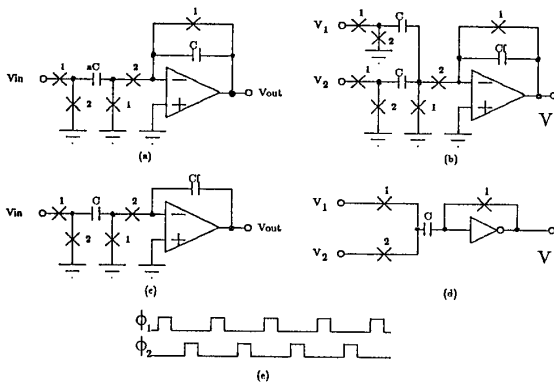 1
C
Vin 1 aC 2
2 1
Vout
(a)
V1 1 C
2
1
V2 1 C 2 Cf
2 1
V
(b)
Cf
Vin 1 C 2
2 1
Vout
(c)
V1 1
C 1
V2 2
V
(d)
ϕ1
ϕ2
(e)